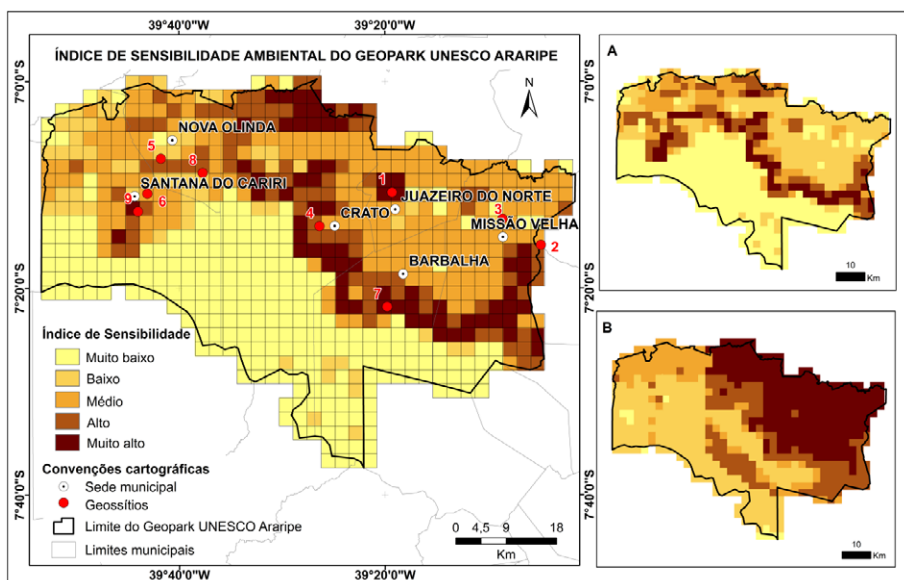 39°40'0"W
39°20'0"W
ÍNDICE DE SENSIBILIDADE AMBIENTAL DO GEOPARK UNESCO ARARIPE
7°0'0"S
N
NOVA OLINDA
5
8
SANTANA DO CARIRI
9
6
1
JUAZEIRO DO NORTE
4
CRATO
3
MISSÃO VELHA
2
BARBALHA
7
7°20'0"S
Índice de Sensibilidade
Muito baixo
Baixo
Médio
Alto
Muito alto
Convenções cartográficas
Sede municipal
Geossítios
Limite do Geopark UNESCO Araripe
Limites municipais
7°40'0"S
0 4,5 9 18
Km
39°40'0"W
39°20'0"W
A
7°0'0"S
10
Km
7°20'0"S
B
7°40'0"S
10
Km